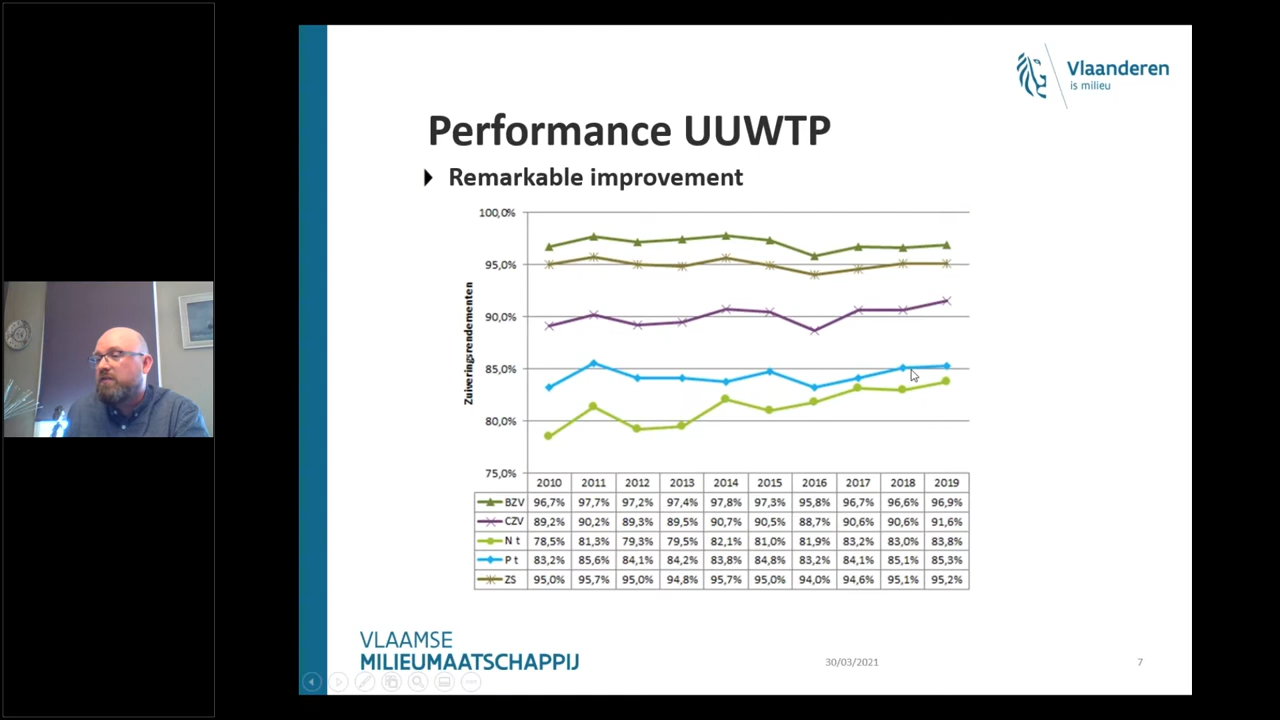 Vlaanderen
is milieu
Performance UUWTP
Remarkable improvement
100,0%
95,0%
90,0%
85,0%
80,0%
75,0%
Zuiveringsrendementen
2010 2011 2012 2013 2014 2015 2016 2017 2018 2019
BZV 96,7% 97,7% 97,2% 97,4% 97,8% 97,3% 95,8% 96,7% 96,6% 96,9%
CZV 89,2% 90,2% 89,3% 89,5% 90,7% 90,5% 88,7% 90,6% 90,6% 91,6%
N t 78,5% 81,3% 79,3% 79,5% 82,1% 81,0% 81,9% 83,2% 83,0% 83,8%
P t 83,2% 85,6% 84,1% 84,2% 83,8% 84,8% 83,2% 84,1% 85,1% 85,3%
ZS 95,0% 95,7% 95,0% 94,8% 95,7% 95,0% 94,0% 94,6% 95,1% 95,2%
VLAAMSE
MILIEUMAATSCHAPPIJ
30/03/2021
7